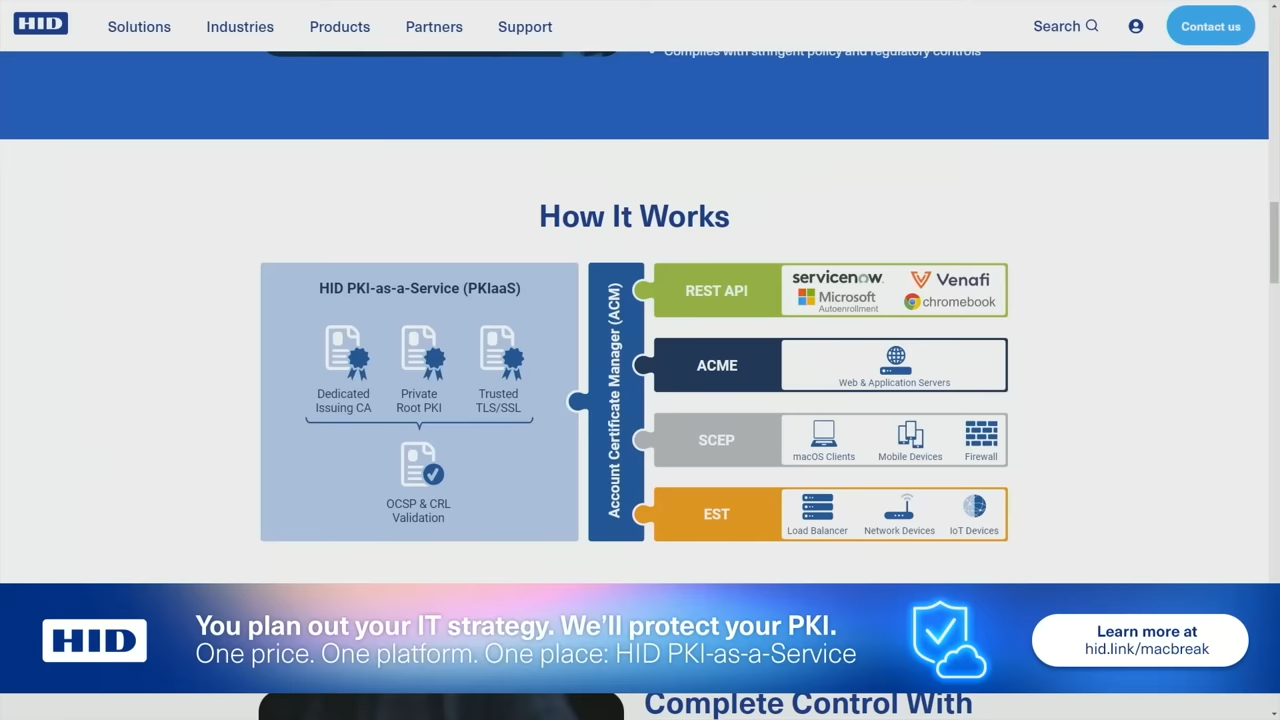 HID
Solutions
Industries
Products
Partners
Support
Search
Contact us
Complies with stringent policy and regulatory controls
How It Works
HID PKI-as-a-Service (PKIaaS)
Dedicated
Issuing CA
Private
Root PKI
Trusted
TLS/SSL
OCSP & CRL
Validation
Account Certificate Manager (ACM)
REST API
servicenow.
Venafi
Microsoft
Autoenrollment
chromebook
ACME
Web & Application Servers
SCEP
macOS Clients
Mobile Devices
Firewall
EST
Load Balancer
Network Devices
IoT Devices
HID
You plan out your IT strategy. We'll protect your PKI.
One price. One platform. One place: HID PKI-as-a-Service
Learn more at
hid.link/macbreak
Complete Control With